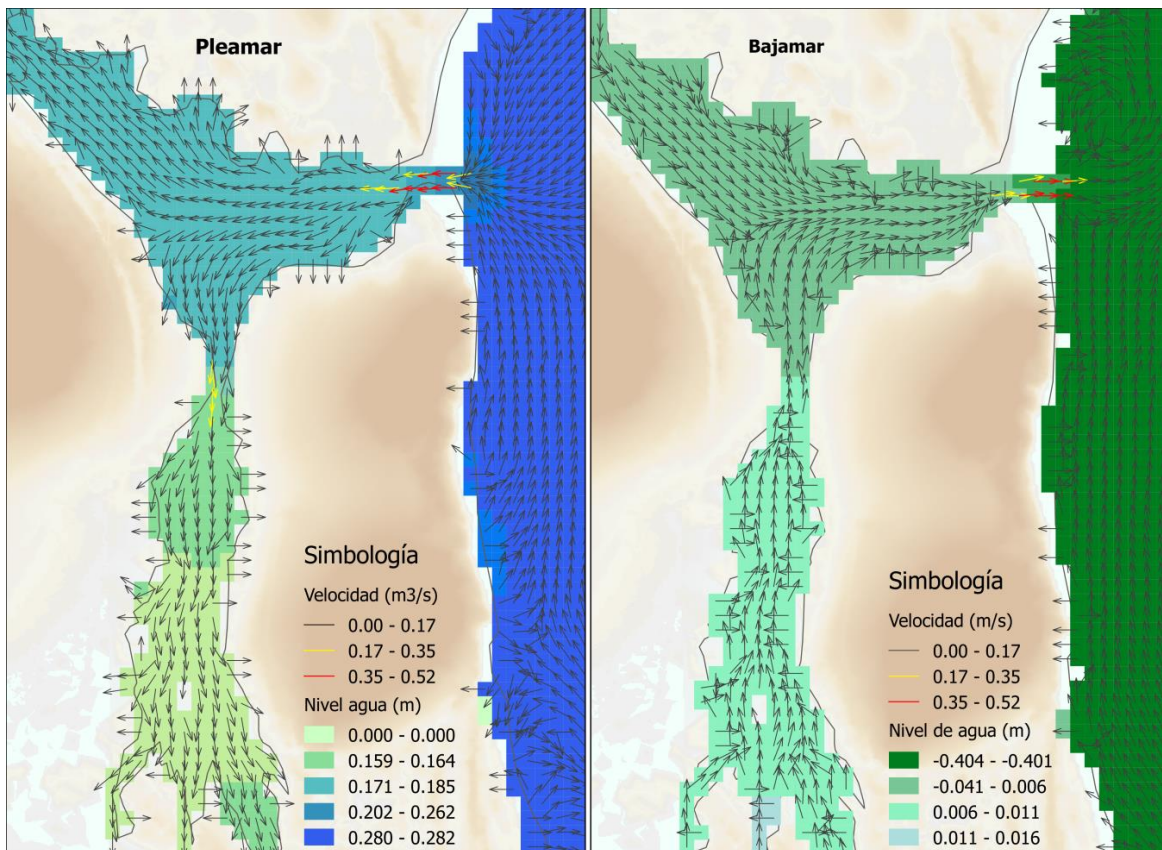 Pleamar
Simbología
Velocidad (m3/s)
0.00 - 0.17
0.17 - 0.35
0.35 - 0.52
Nivel agua (m)
0.000 - 0.000
0.159 - 0.164
0.171 - 0.185
0.202 - 0.262
0.280 - 0.282
Bajamar
Simbología
Velocidad (m/s)
0.00 - 0.17
0.17 - 0.35
0.35 - 0.52
Nivel de agua (m)
-0.404 - -0.401
-0.041 - 0.006
0.006 - 0.011
0.011 - 0.016